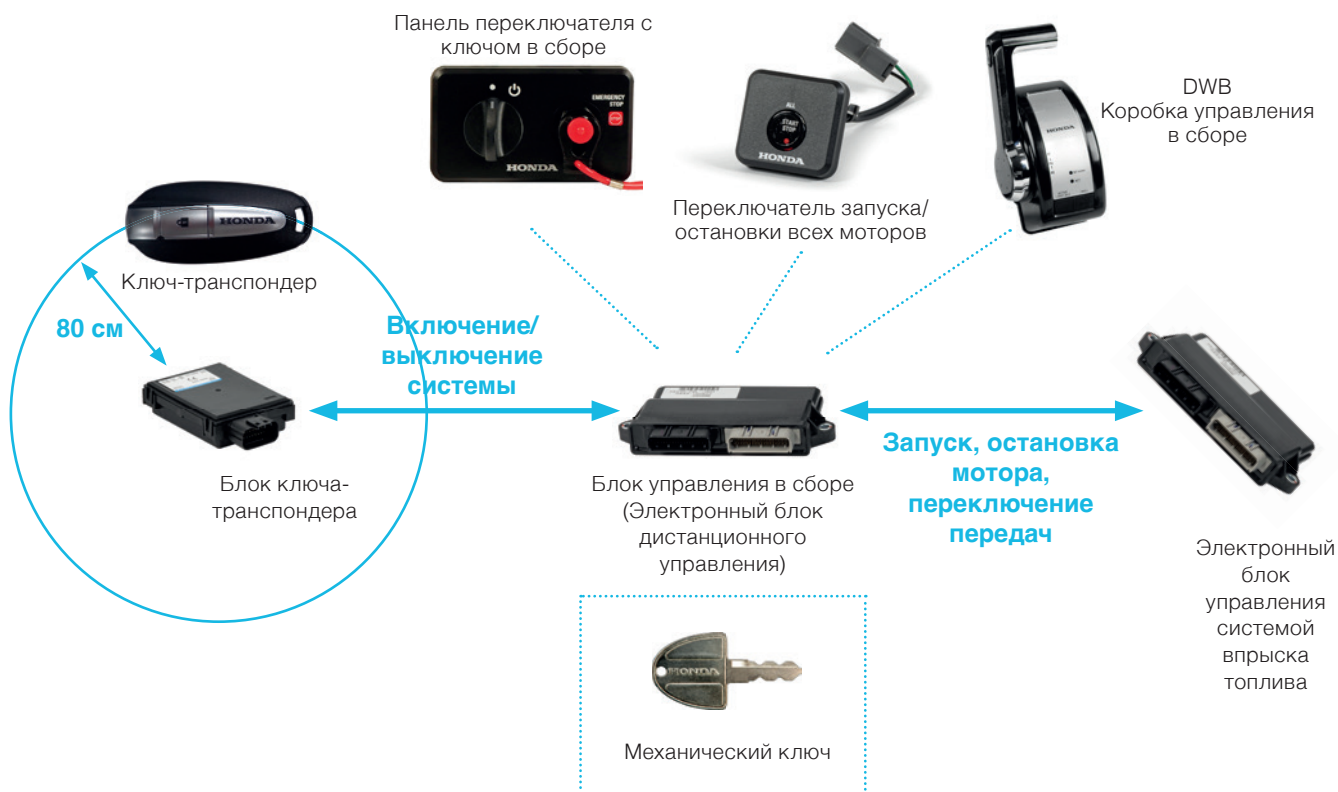 Панель переключателя с
ключом в сборе
EMERGENCY
STOP
HONDA
ALL
START
STOP
HONDA
HONDA
DWB
Коробка управления
в сборе
HONDA
Ключ-транспондер
80 см
Переключатель запуска/
остановки всех моторов
Включение/
выключение
системы
Блок ключа-
транспондера
Блок управления в сборе
(Электронный блок
дистанционного
управления)
Запуск, остановка
мотора,
переключение
передач
Электронный
блок
управления
системой
впрыска
топлива
HONDA
Механический ключ